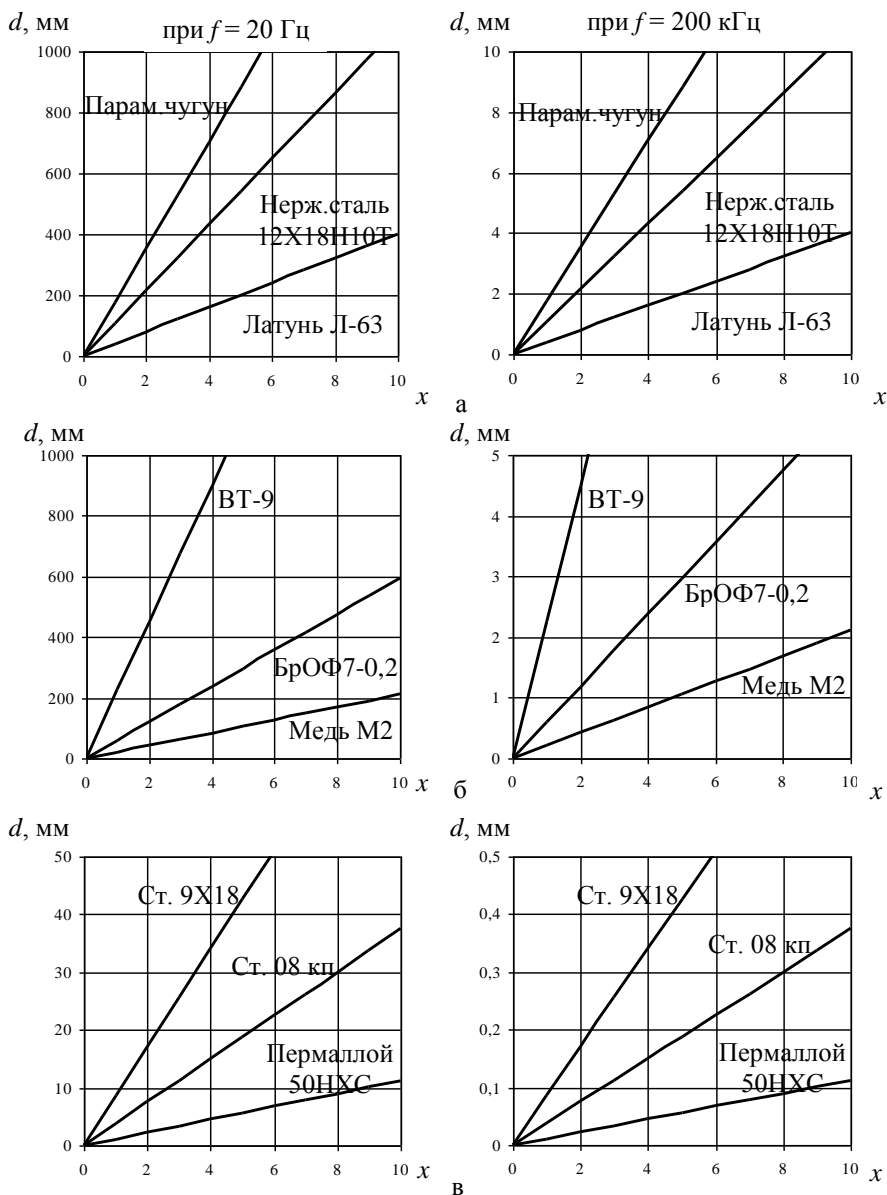 d, мм при f = 20 Гц
1000
800
600
400
200
0
0 2 4 6 8 10
x
Парам.чугун
Нерж.сталь
12Х18Н10Т
Латунь Л-63
d, мм при f = 200 кГц
10
8
6
4
2
0
0 2 4 6 8 10
x
Парам.чугун
Нерж.сталь
12Х18Н10Т
Латунь Л-63
а
d, мм
1000
800
600
400
200
0
0 2 4 6 8 10 x
ВТ-9
БрОФ7-0,2
Медь М2
d, мм
5
4
3
2
1
0
0 2 4 6 8 10 x
ВТ-9
БрОФ7-0,2
Медь М2
б
d, мм
50
40
30
20
10
0
0 2 4 6 8 10 x
Ст. 9Х18
Ст. 08 кп
Пермаллой
50НХС
d, мм
0,5
0,4
0,3
0,2
0,1
0
0 2 4 6 8 10 x
Ст. 9Х18
Ст. 08 кп
Пермаллой
50НХС
в